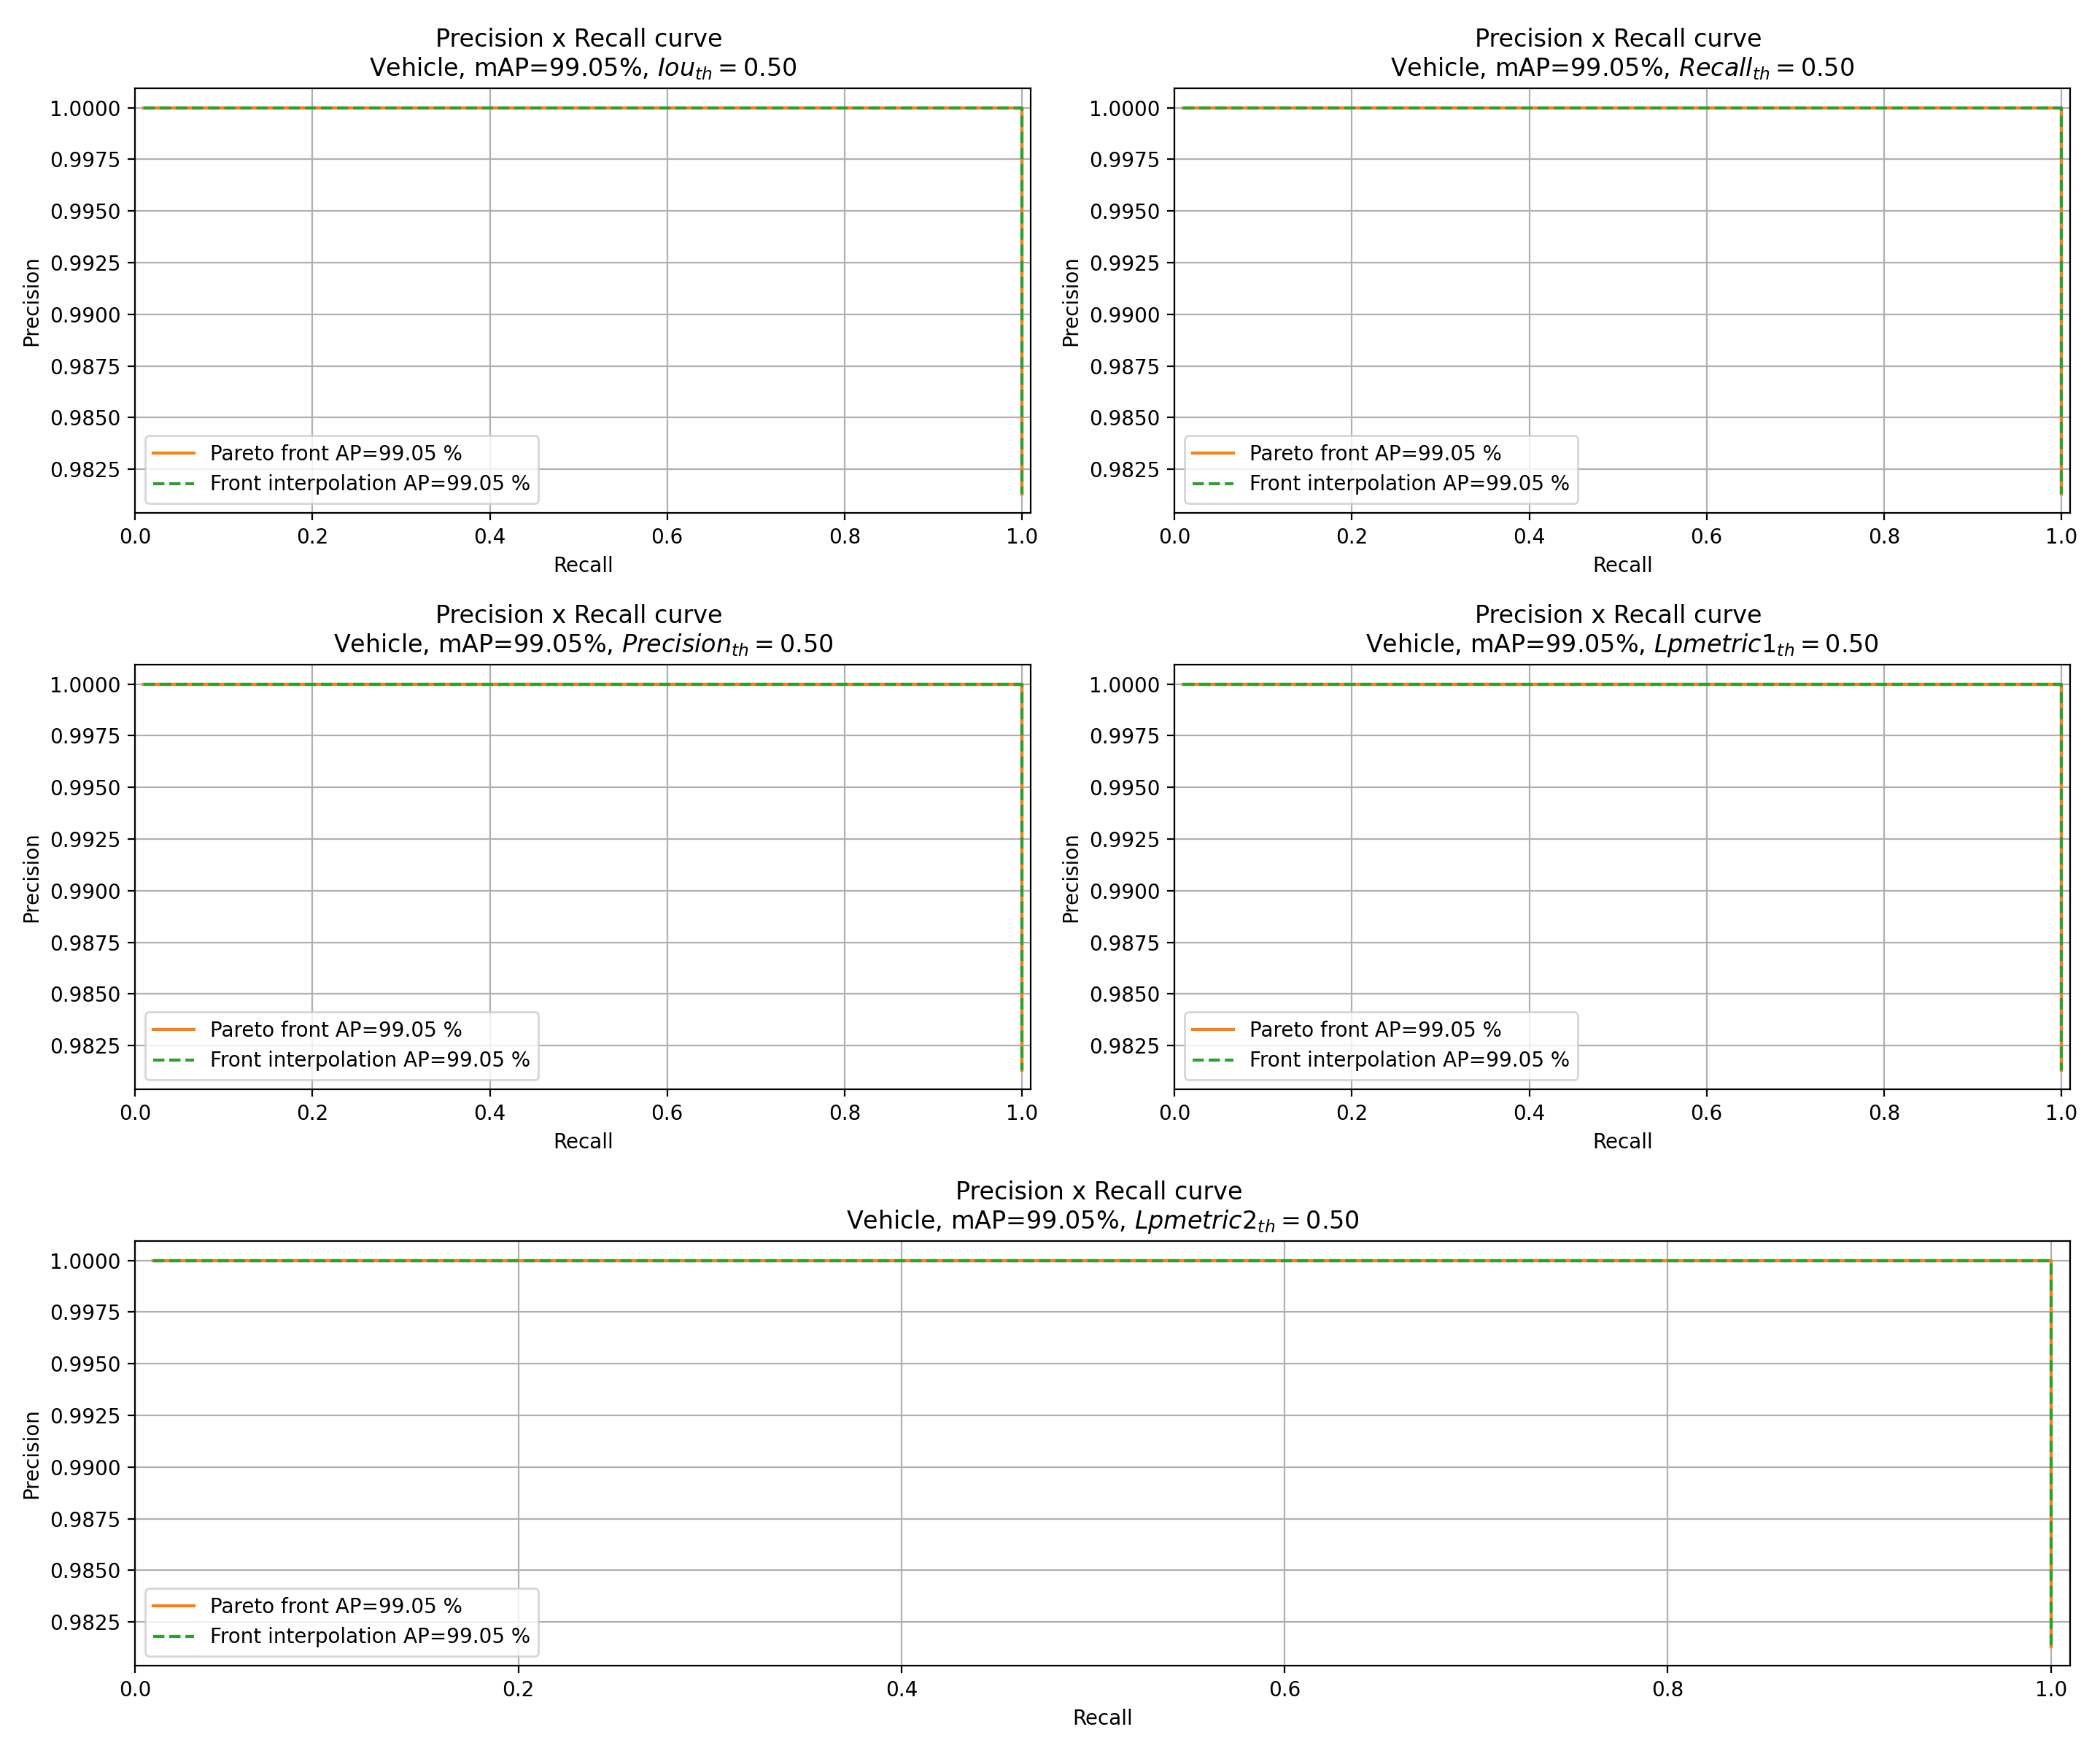 Precision x Recall curve
Vehicle, mAP=99.05%, Iou_th = 0.50
1.0000
0.9975
0.9950
0.9925
0.9900
0.9875
0.9850
0.9825
Precision
Pareto front AP=99.05 %
Front interpolation AP=99.05 %
0.0 0.2 0.4 0.6 0.8 1.0
Recall
Precision x Recall curve
Vehicle, mAP=99.05%, Recall_th = 0.50
1.0000
0.9975
0.9950
0.9925
0.9900
0.9875
0.9850
0.9825
Precision
Pareto front AP=99.05 %
Front interpolation AP=99.05 %
0.0 0.2 0.4 0.6 0.8 1.0
Recall
Precision x Recall curve
Vehicle, mAP=99.05%, Precision_th = 0.50
1.0000
0.9975
0.9950
0.9925
0.9900
0.9875
0.9850
0.9825
Precision
Pareto front AP=99.05 %
Front interpolation AP=99.05 %
0.0 0.2 0.4 0.6 0.8 1.0
Recall
Precision x Recall curve
Vehicle, mAP=99.05%, Lpmetric1_th = 0.50
1.0000
0.9975
0.9950
0.9925
0.9900
0.9875
0.9850
0.9825
Precision
Pareto front AP=99.05 %
Front interpolation AP=99.05 %
0.0 0.2 0.4 0.6 0.8 1.0
Recall
Precision x Recall curve
Vehicle, mAP=99.05%, Lpmetric2_th = 0.50
1.0000
0.9975
0.9950
0.9925
0.9900
0.9875
0.9850
0.9825
Precision
Pareto front AP=99.05 %
Front interpolation AP=99.05 %
0.0 0.2 0.4 0.6 0.8 1.0
Recall